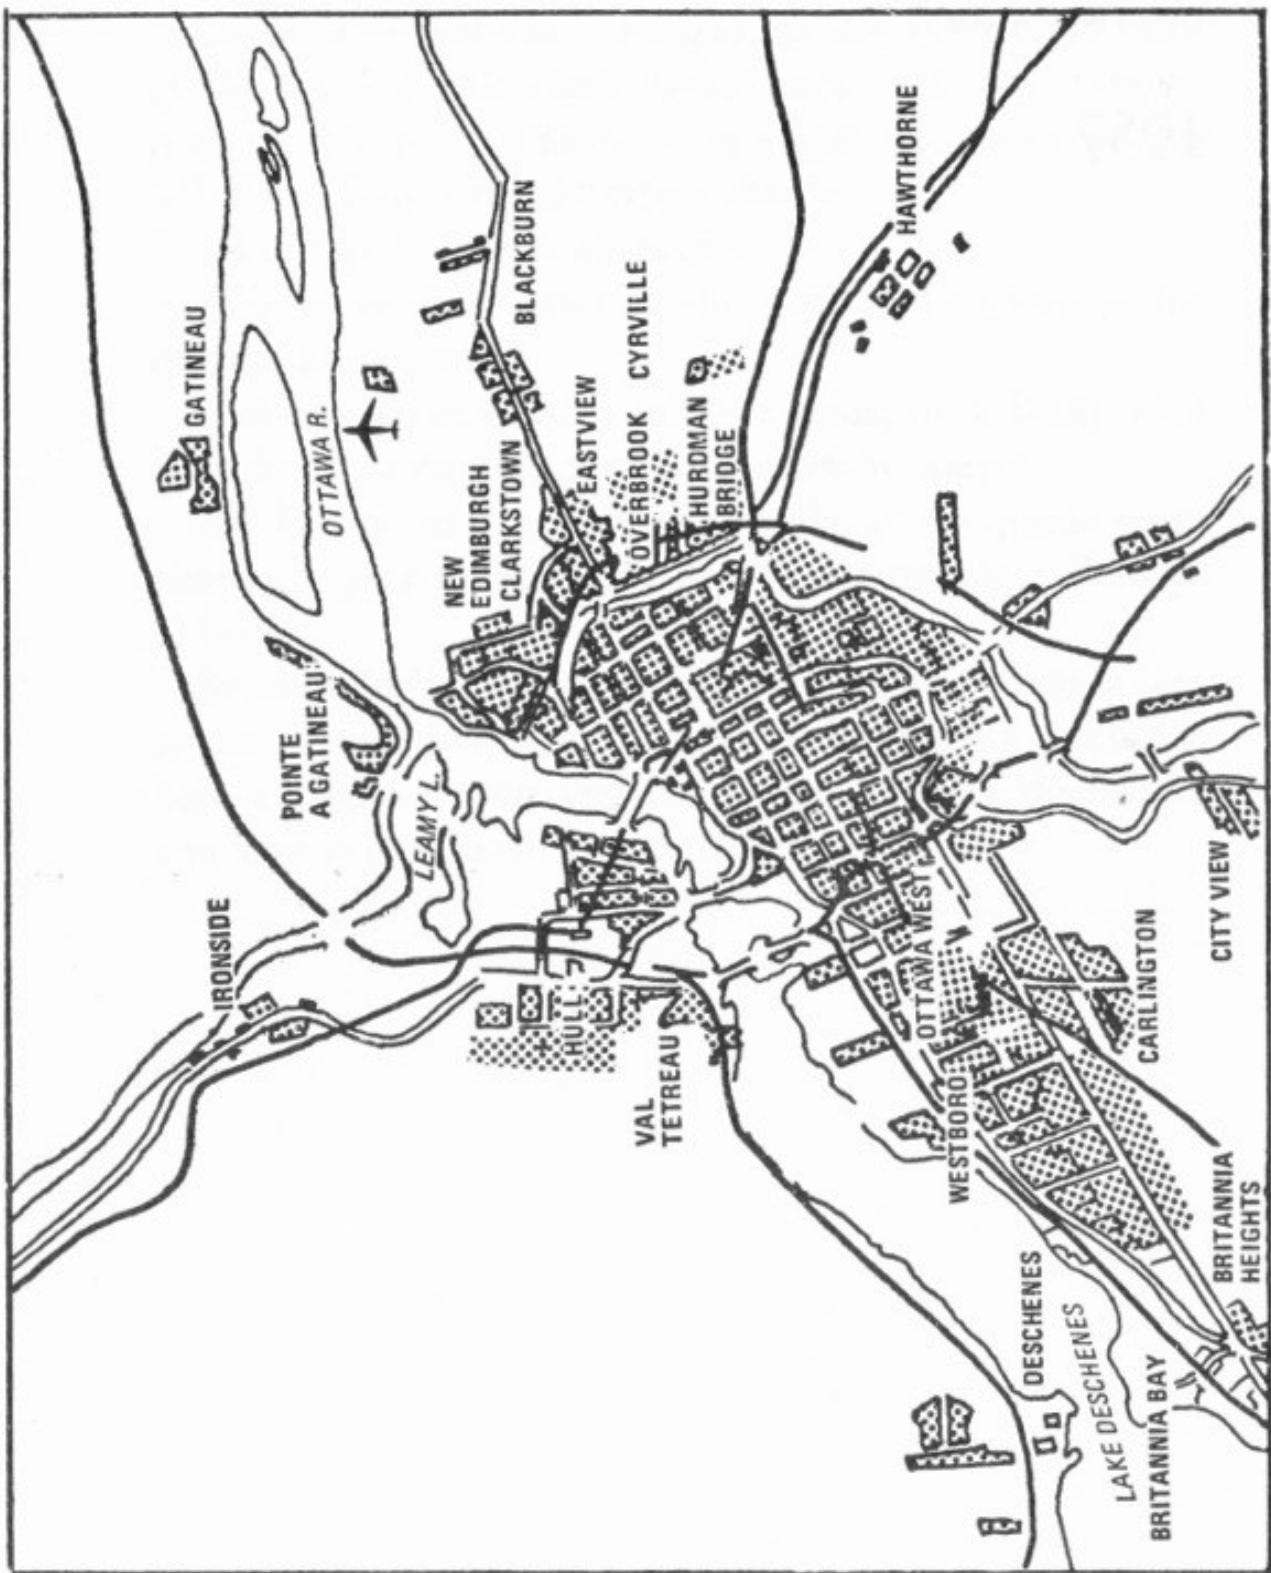 IRONSIDE
POINTE
A GATINEAU
GATINEAU
OTTAWA R.
LEAMY L.
NEW
EDIMBURGH
CLARKSTOWN
BLACKBURN
EASTVIEW
OVERBROOK
CYRVILLE
HURDMAN
BRIDGE
HAWTHORNE
HULL
VAL
TETREAU
OTTAWA WEST
WESTBORO
CARLINGTON
CITY VIEW
DESCHENES
LAKE DESCHENES
BRITANNIA BAY
BRITANNIA
HEIGHTS